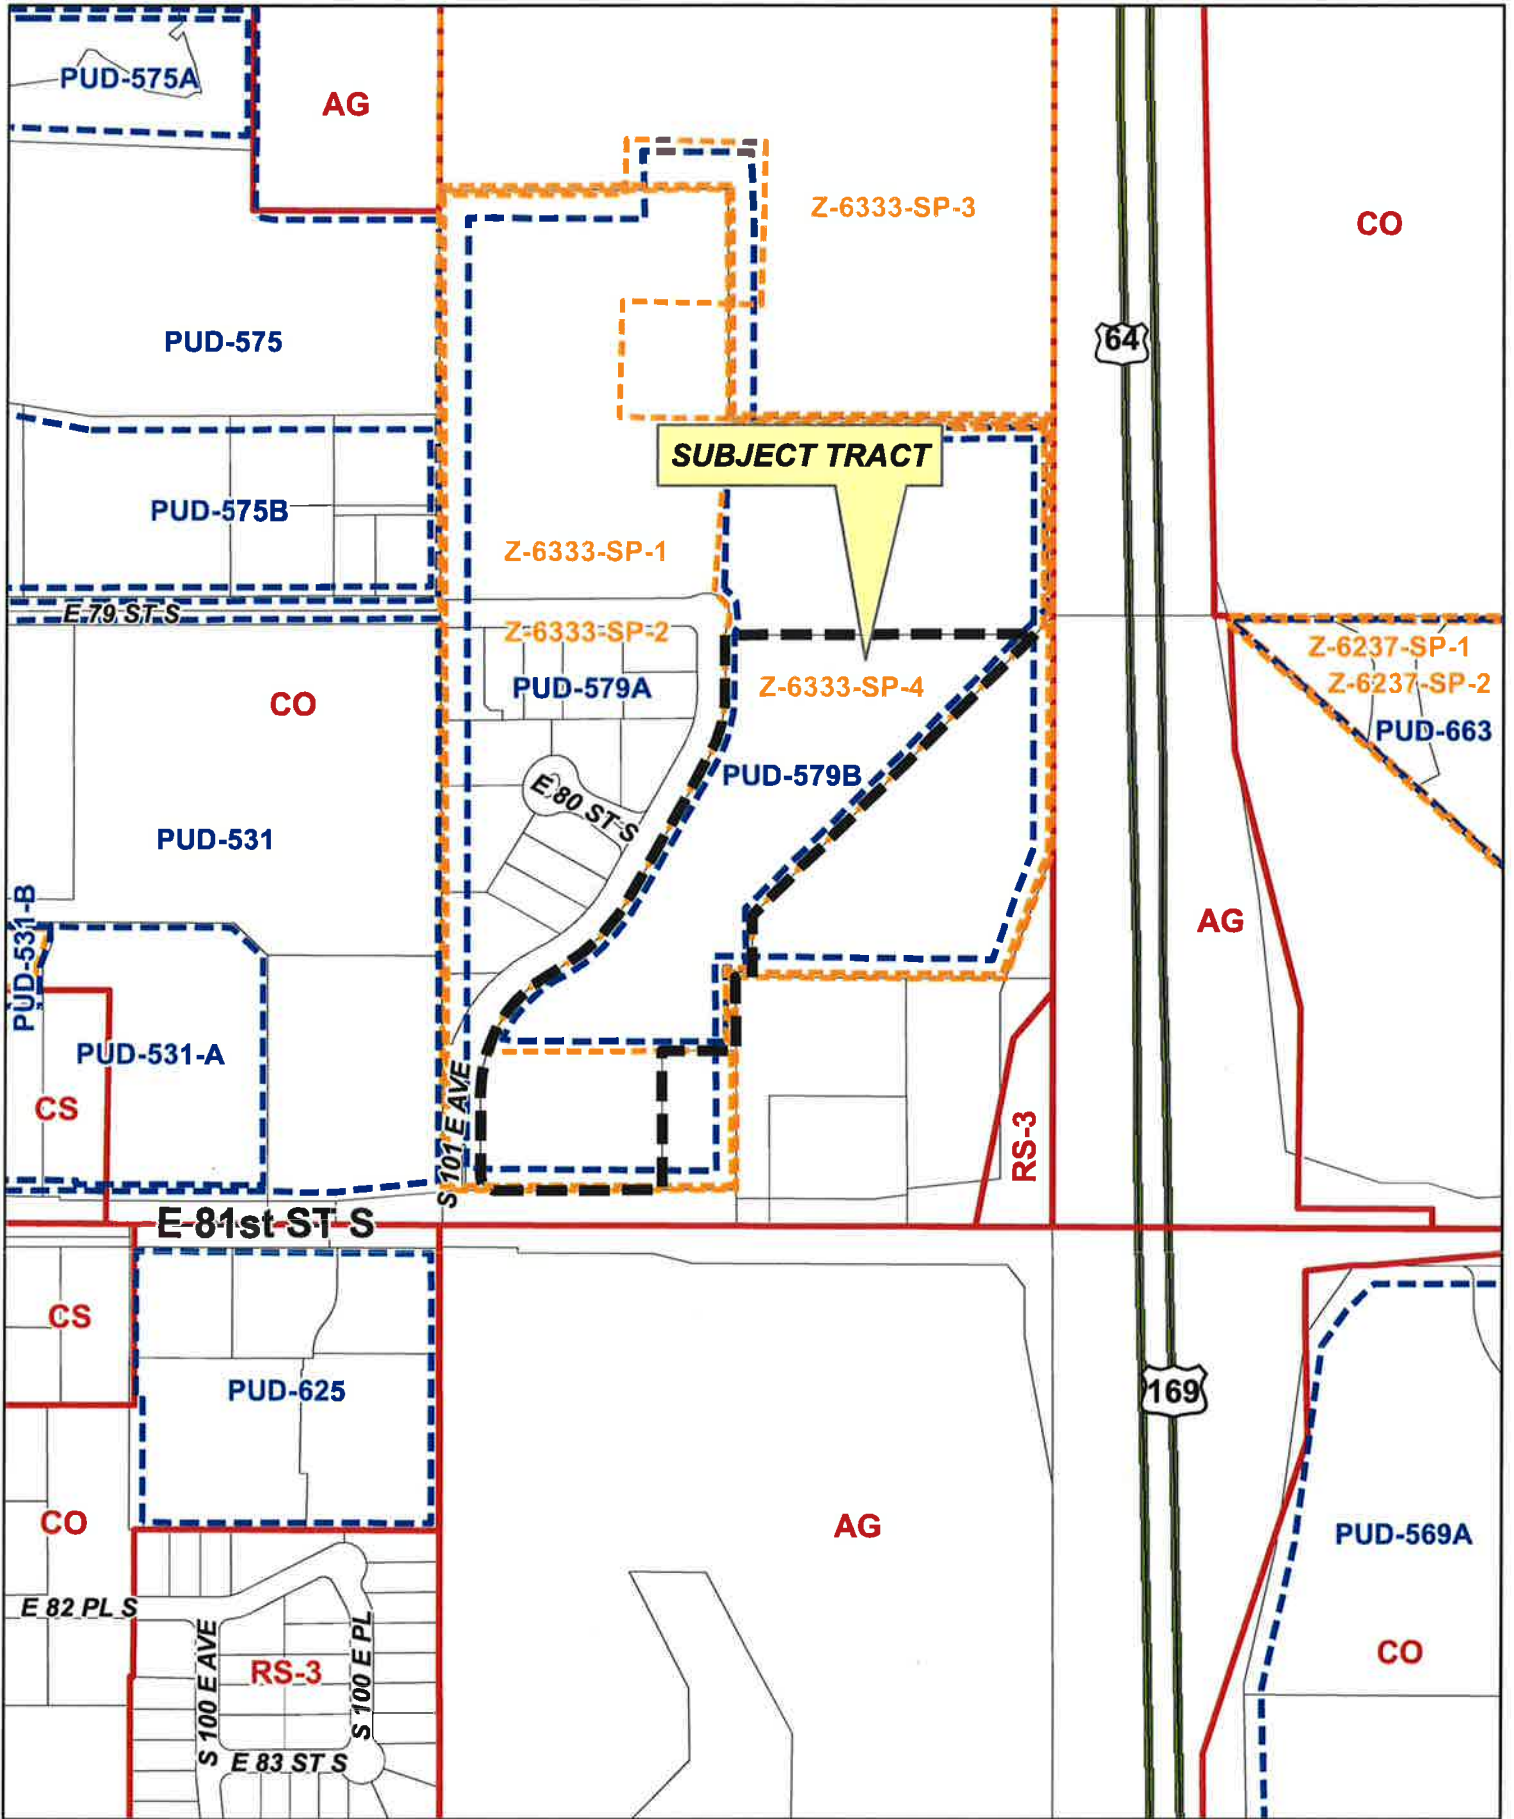 PUD-575A
AG
Z-6333-SP-3
CO
PUD-575
64
SUBJECT TRACT
PUD-575B
Z-6333-SP-1
E 79 ST S
Z-6333-SP-2
Z-6237-SP-1
Z-6237-SP-2
PUD-579A
Z-6333-SP-4
CO
PUD-663
PUD-579B
E 80 ST S
PUD-531
PUD-531-B
AG
PUD-531-A
CS
S 101 E AVE
RS-3
E 81st ST S
CS
PUD-625
169
CO
AG
PUD-569A
E 82 PL S
S 100 E AVE
RS-3
S 100 E PL
CO
E 83 ST S